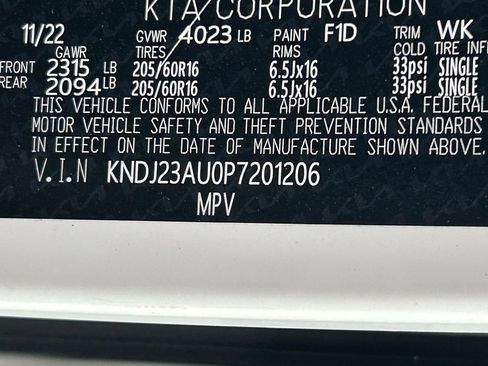 KIA CORPORATION
11/22 GVWR 4023 LB PAINT F1D TRIM WK
GAWR TIRES RIMS COLD TIRE INF
FRONT 2315 LB 205/60R16 6.5Jx16 33psi SINGLE
REAR 2094 LB 205/60R16 6.5Jx16 33psi SINGLE
THIS VEHICLE CONFORMS TO ALL APPLICABLE U.S.A. FEDERAL
MOTOR VEHICLE SAFETY AND THEFT PREVENTION STANDARDS
IN EFFECT ON THE DATE OF MANUFACTURE SHOWN ABOVE.
V.I.N KNDJ23AU0P7201206
MPV